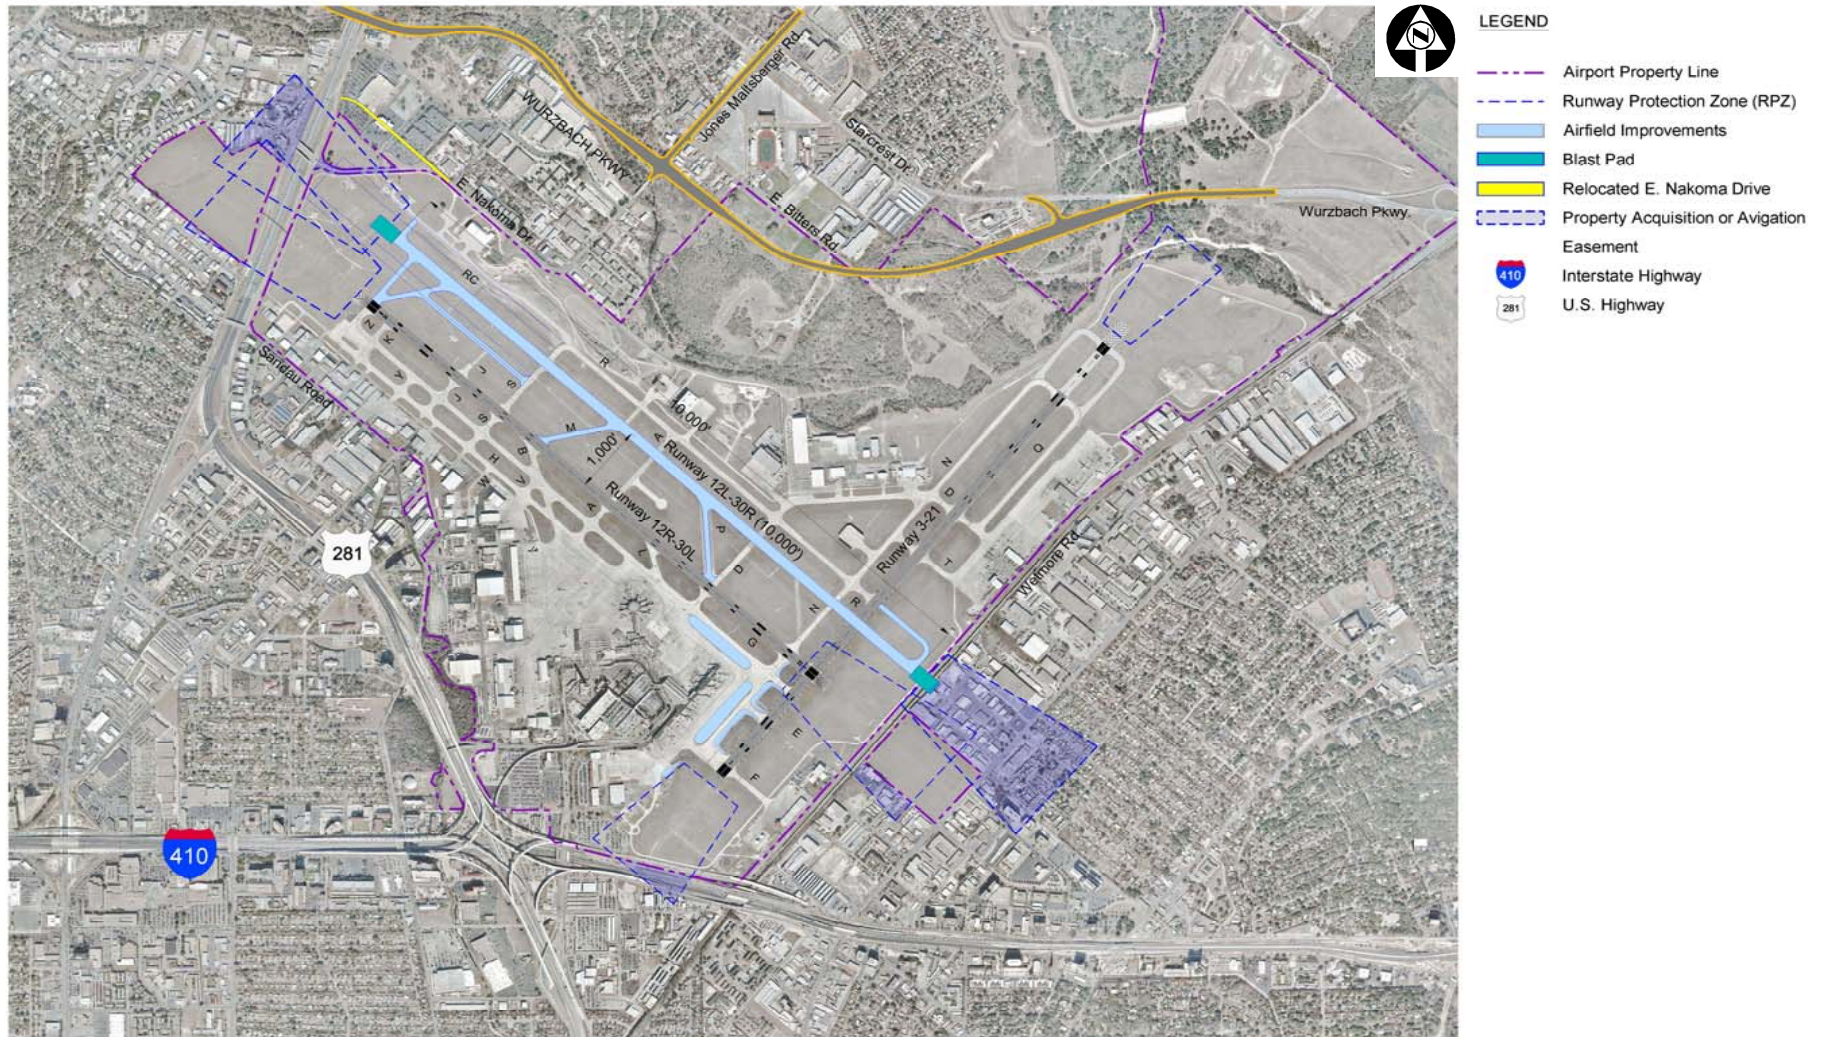 N
LEGEND
Airport Property Line
Runway Protection Zone (RPZ)
Airfield Improvements
Blast Pad
Relocated E. Nakoma Drive
Property Acquisition or Avigation
Easement
410
Interstate Highway
281
U.S. Highway
WURZBACH PKWY
Jones Maltsberger Rd.
Starcrest Dr.
E. Bitters Rd.
Wurzbach Pkwy.
E. Nakoma Dr.
RC
R
Sandau Road
N
K
Y
J
J
S
S
M
B
H
V
W
A
1,000'
10,000'
A
Runway 12L-30R (10,000')
Runway 12R-30L
Runway 3-21
N
D
Q
T
P
D
L
N
R
G
E
F
Wetmore Rd.
281
410